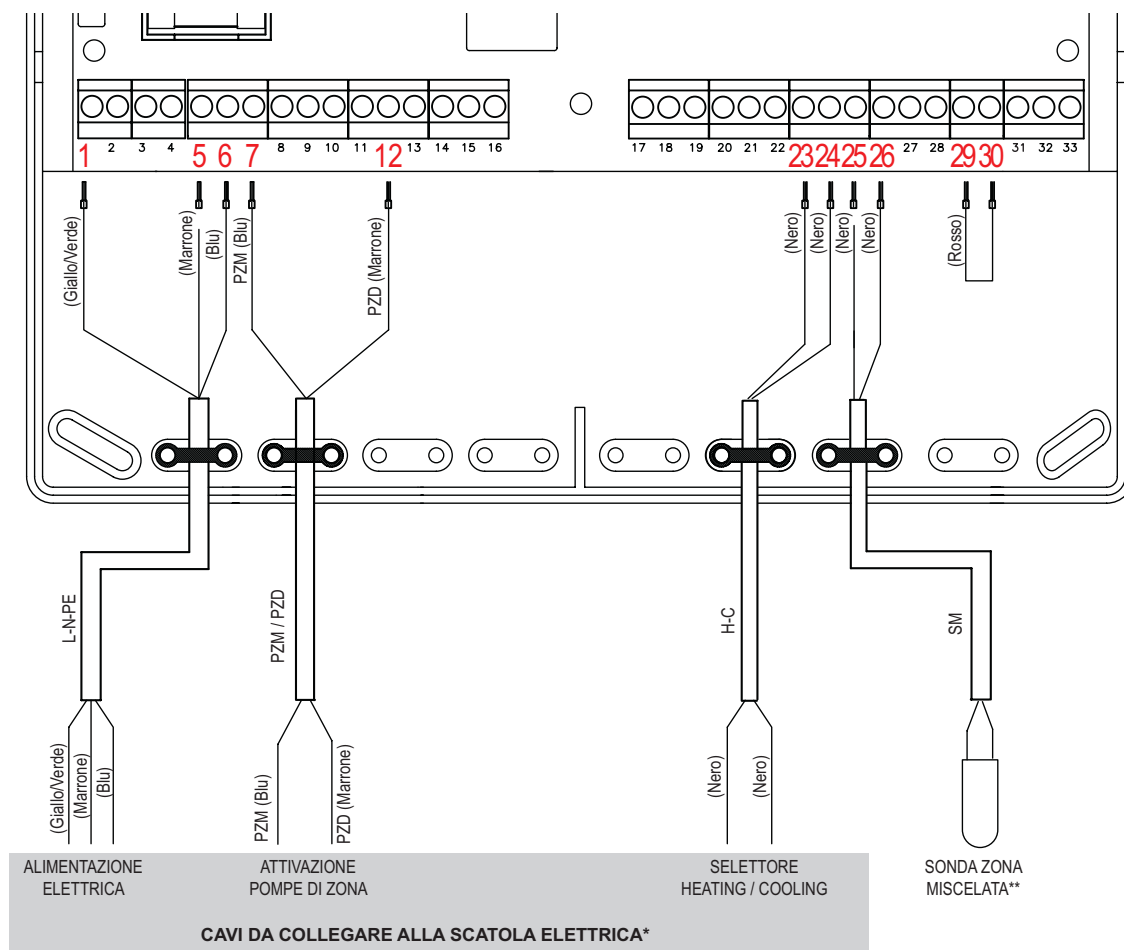 1 2 3 4 5 6 7 8 9 10 11 12 13 14 15 16 17 18 19 20 21 22 23 24 25 26 27 28 29 30 31 32 33
(Giallo/Verde)
(Marrone)
(Blu)
PZM (Blu)
PZD (Marrone)
(Nero)
(Nero)
(Nero)
(Nero)
(Rosso)
L-N-PE
PZM / PZD
H-C
SM
(Giallo/Verde)
(Marrone)
(Blu)
PZM (Blu)
PZD (Marrone)
(Nero)
(Nero)
ALIMENTAZIONE
ELETTRICA
ATTIVAZIONE
POMPE DI ZONA
SELETTORE
HEATING / COOLING
SONDA ZONA
MISCELATA**
CAVI DA COLLEGARE ALLA SCATOLA ELETTRICA*